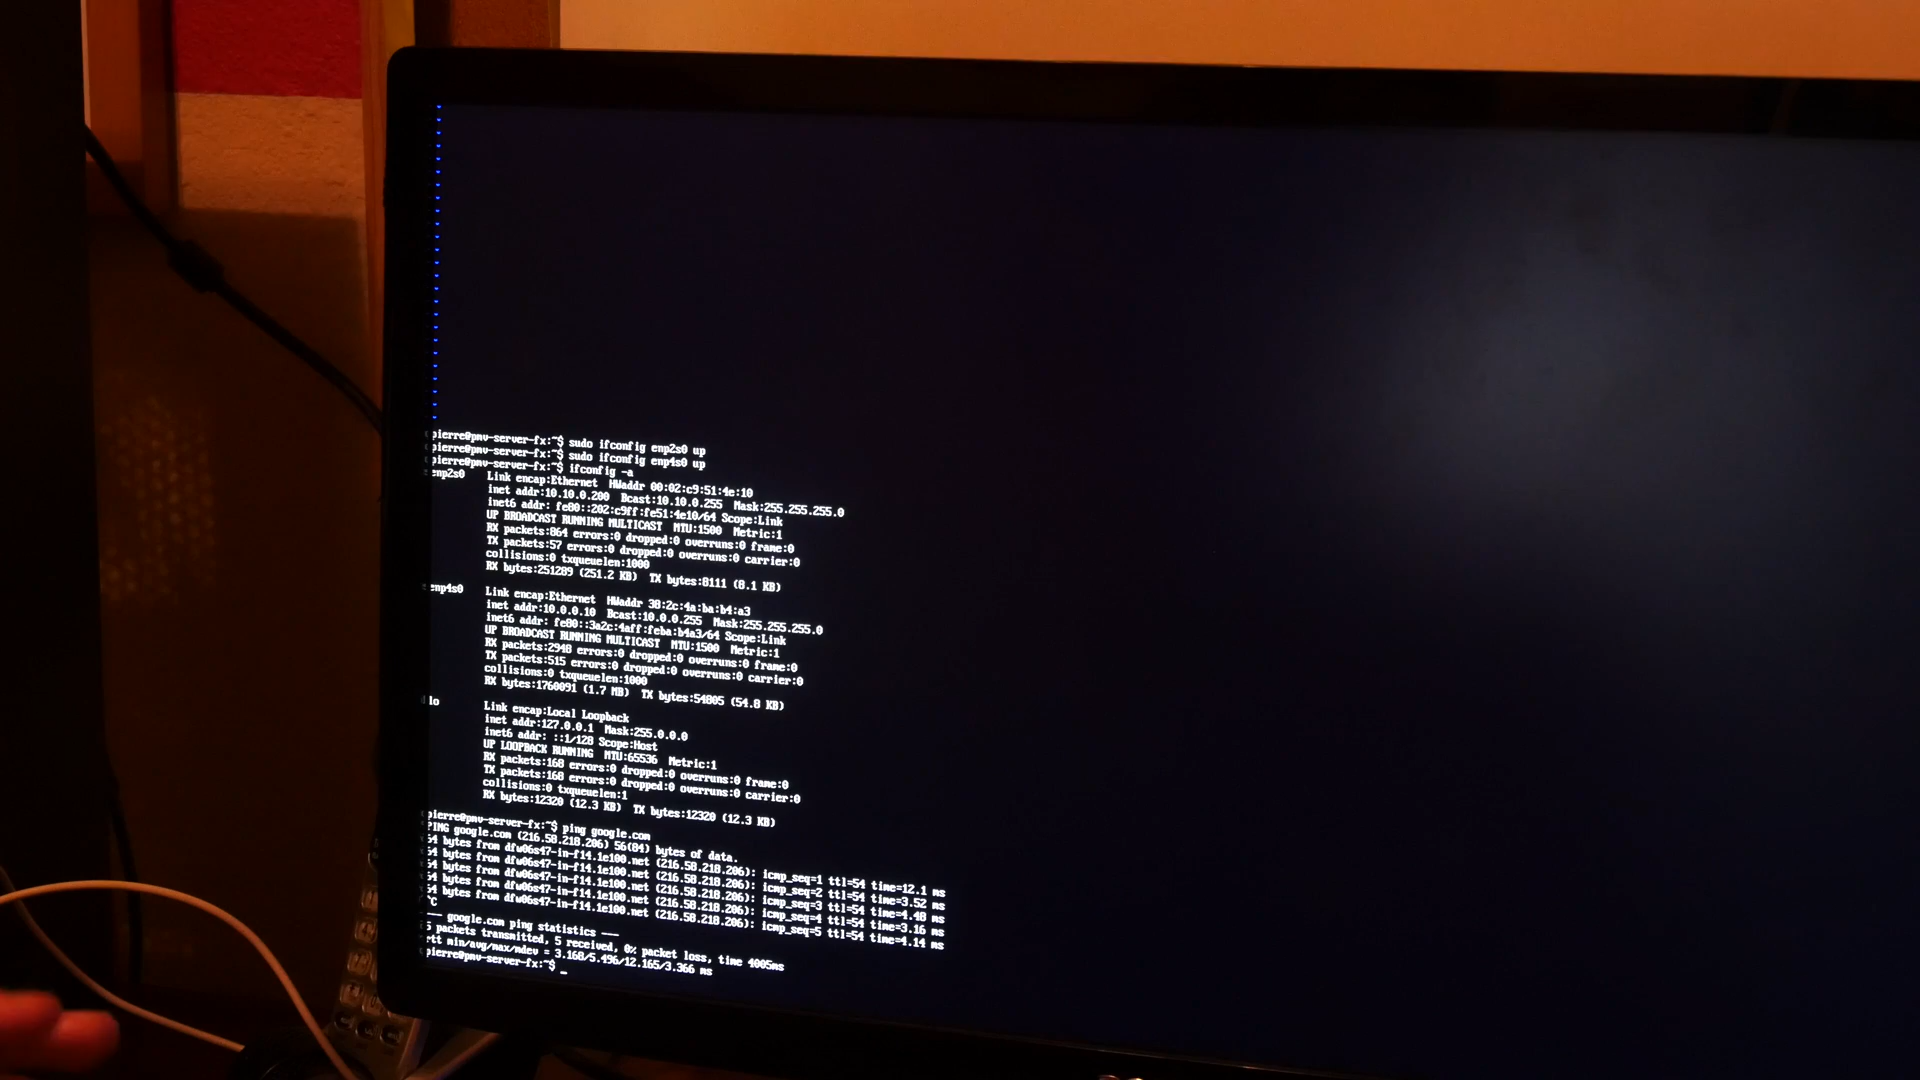 pierre@pmv-server-fx:~$ sudo ifconfig enp2s0 up
pierre@pmv-server-fx:~$ sudo ifconfig enp4s0 up
pierre@pmv-server-fx:~$ ifconfig -a
enp2s0 Link encap:Ethernet HWaddr 00:02:c9:51:4e:10
inet addr:10.10.0.200 Bcast:10.10.0.255 Mask:255.255.255.0
inet6 addr: fe80::202:c9ff:fe51:4e10/64 Scope:Link
UP BROADCAST RUNNING MULTICAST MTU:1500 Metric:1
RX packets:864 errors:0 dropped:0 overruns:0 frame:0
TX packets:57 errors:0 dropped:0 overruns:0 carrier:0
collisions:0 txqueuelen:1000
RX bytes:251289 (251.2 KB) TX bytes:8111 (8.1 KB)
enp4s0 Link encap:Ethernet HWaddr 38:2c:4a:ba:b4:a3
inet addr:10.0.0.10 Bcast:10.0.0.255 Mask:255.255.255.0
inet6 addr: fe80::3a2c:4aff:feba:b4a3/64 Scope:Link
UP BROADCAST RUNNING MULTICAST MTU:1500 Metric:1
RX packets:2948 errors:0 dropped:0 overruns:0 frame:0
TX packets:515 errors:0 dropped:0 overruns:0 carrier:0
collisions:0 txqueuelen:1000
RX bytes:1760091 (1.7 MB) TX bytes:54805 (54.8 KB)
lo Link encap:Local Loopback
inet addr:127.0.0.1 Mask:255.0.0.0
inet6 addr: ::1/128 Scope:Host
UP LOOPBACK RUNNING MTU:65536 Metric:1
RX packets:168 errors:0 dropped:0 overruns:0 frame:0
TX packets:168 errors:0 dropped:0 overruns:0 carrier:0
collisions:0 txqueuelen:1
RX bytes:12320 (12.3 KB) TX bytes:12320 (12.3 KB)
pierre@pmv-server-fx:~$ ping google.com
PING google.com (216.58.218.206) 56(84) bytes of data.
64 bytes from dfw06s47-in-f14.1e100.net (216.58.218.206): icmp_seq=1 ttl=54 time=12.1 ms
64 bytes from dfw06s47-in-f14.1e100.net (216.58.218.206): icmp_seq=2 ttl=54 time=3.52 ms
64 bytes from dfw06s47-in-f14.1e100.net (216.58.218.206): icmp_seq=3 ttl=54 time=4.48 ms
64 bytes from dfw06s47-in-f14.1e100.net (216.58.218.206): icmp_seq=4 ttl=54 time=3.16 ms
64 bytes from dfw06s47-in-f14.1e100.net (216.58.218.206): icmp_seq=5 ttl=54 time=4.14 ms
^C
--- google.com ping statistics ---
5 packets transmitted, 5 received, 0% packet loss, time 4005ms
rtt min/avg/max/mdev = 3.168/5.496/12.165/3.366 ms
pierre@pmv-server-fx:~$ _